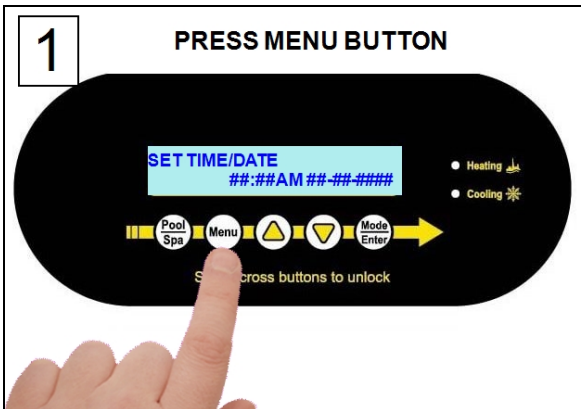 1
PRESS MENU BUTTON
SET TIME/DATE
##:##AM ##-##-####
Heating
Cooling
Pool
Spa
Menu
Mode
Enter
cross buttons to unlock